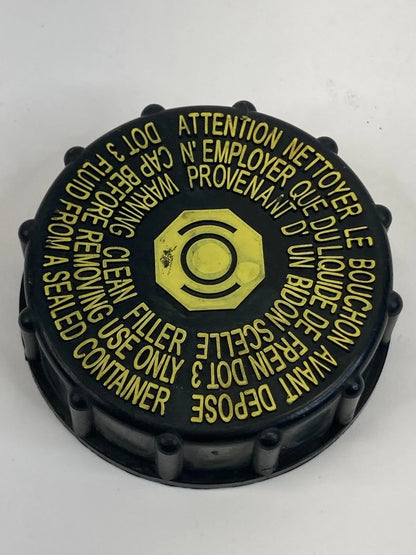 WARNING CLEAN FILLER
CAP BEFORE REMOVING USE ONLY
DOT 3 FLUID FROM A SEALED CONTAINER
ATTENTION NETTOYER LE BOUCHON AVANT DEPOSE
N' EMPLOYER QUE DU LIQUIDE DE FREIN DOT 3
PROVENANT D' UN BIDON SCELLE